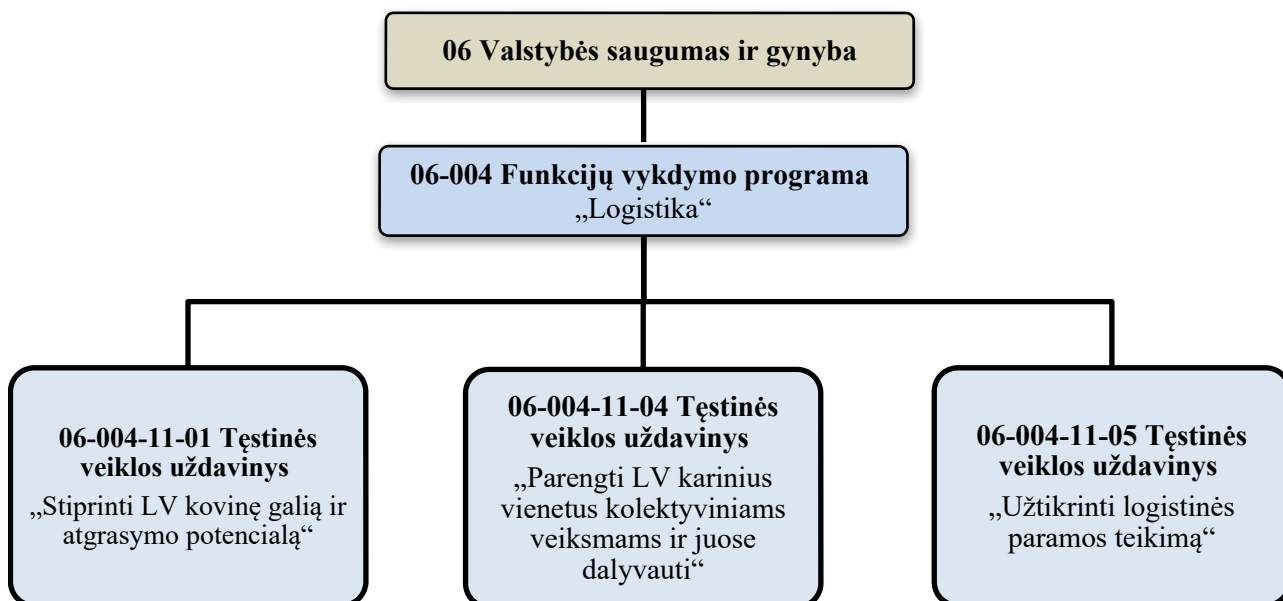 06 Valstybės saugumas ir gynyba
06-004 Funkcijų vykdymo programa
„Logistika“
06-004-11-01 Tęstinės
veiklos uždavinys
„Stiprinti LV kovinę galią ir
atgrasymo potencialą“
06-004-11-04 Tęstinės
veiklos uždavinys
„Parengti LV karinius
vienetus kolektyviniams
veiksmams ir juose
dalyvauti“
06-004-11-05 Tęstinės
veiklos uždavinys
„Užtikrinti logistinės
paramos teikimą“